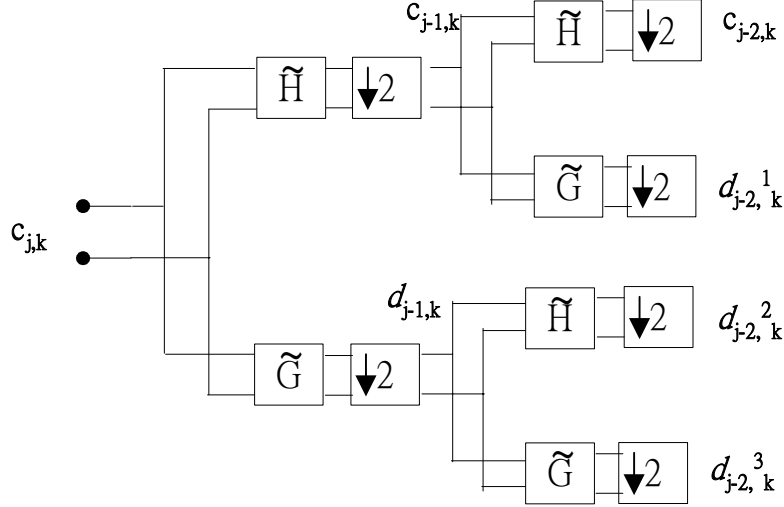 c_{j-1,k} H̃ ↓2 c_{j-2,k}
H̃ ↓2
G̃ ↓2 d_{j-2,}^{1}_{k}
c_{j,k}
d_{j-1,k} H̃ ↓2 d_{j-2,}^{2}_{k}
G̃ ↓2
G̃ ↓2 d_{j-2,}^{3}_{k}